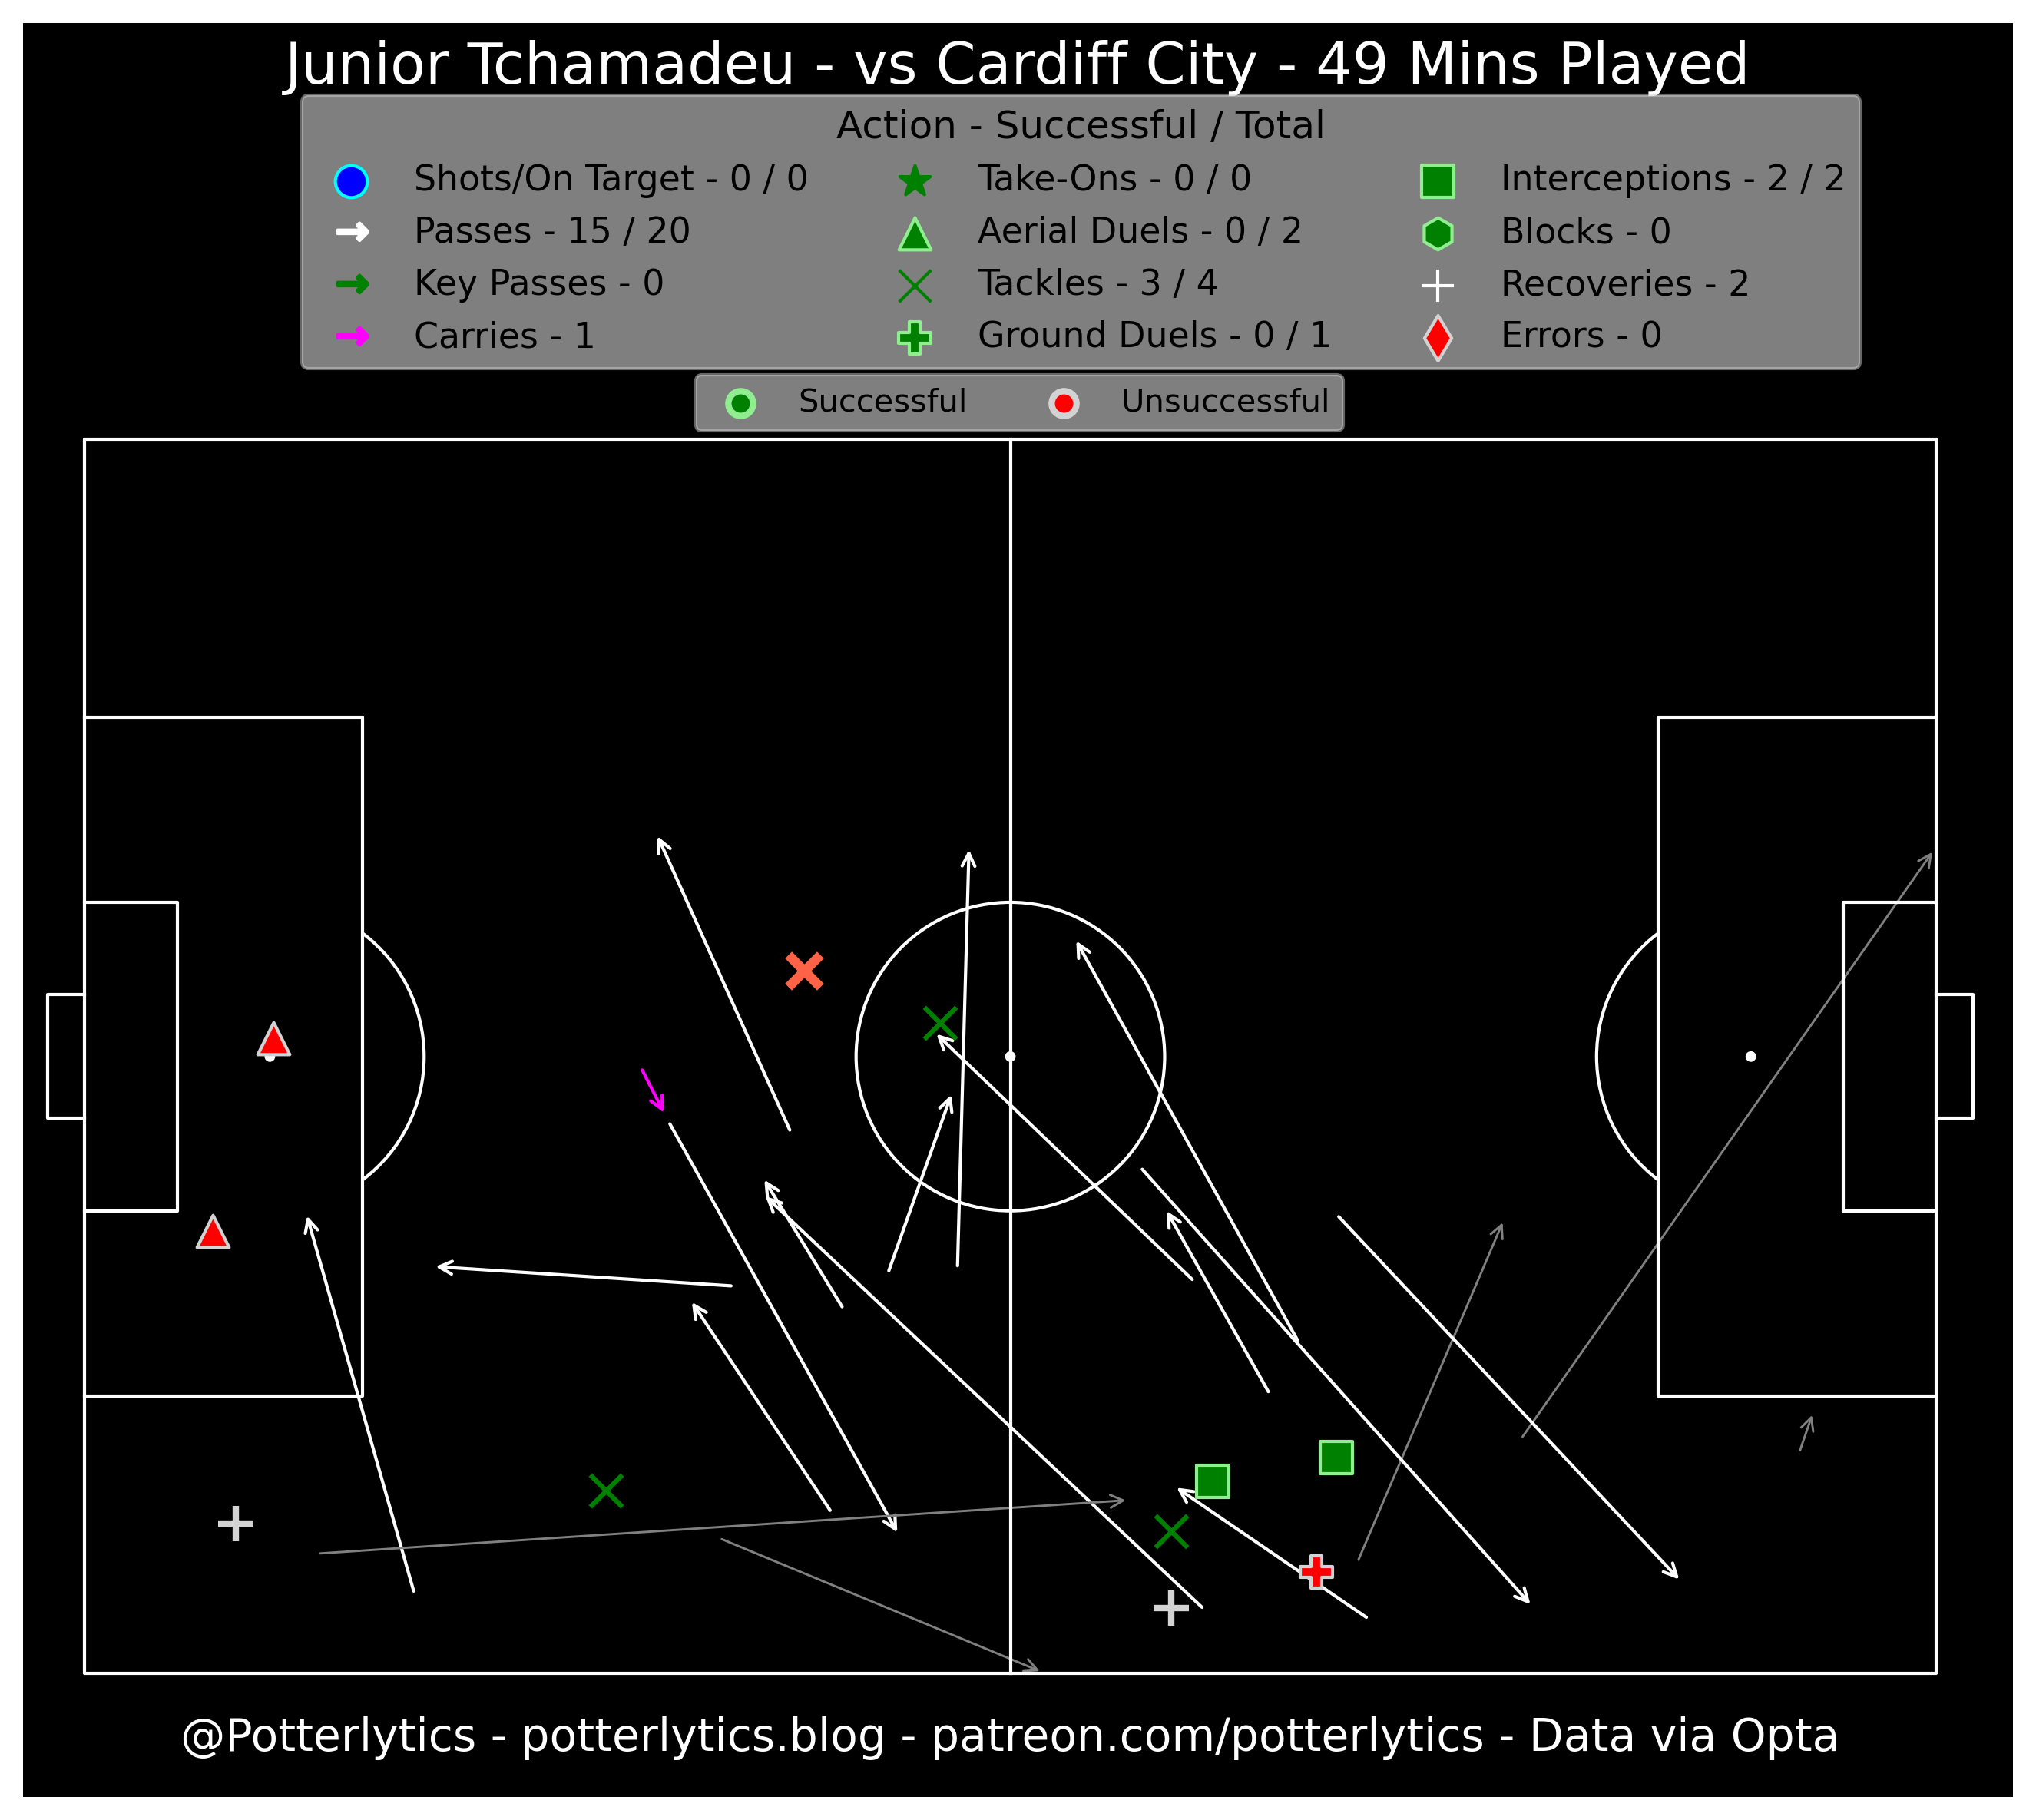 Junior Tchamadeu - vs Cardiff City - 49 Mins Played
Action - Successful / Total
Shots/On Target - 0 / 0
Passes - 15 / 20
Key Passes - 0
Carries - 1
Take-Ons - 0 / 0
Aerial Duels - 0 / 2
Tackles - 3 / 4
Ground Duels - 0 / 1
Interceptions - 2 / 2
Blocks - 0
Recoveries - 2
Errors - 0
Successful
Unsuccessful
@Potterlytics - potterlytics.blog - patreon.com/potterlytics - Data via Opta